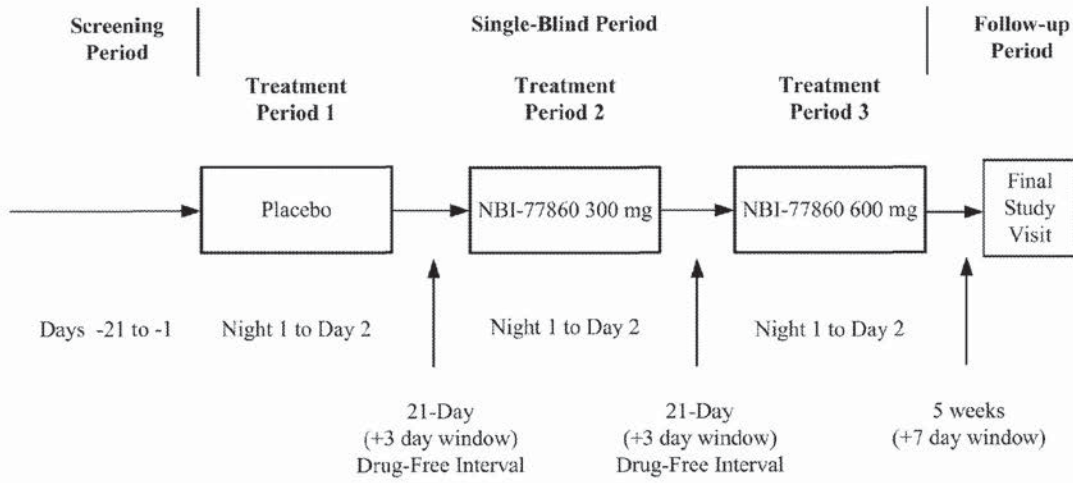 Screening
Period
Single-Blind Period
Follow-up
Period
Treatment
Period 1
Treatment
Period 2
Treatment
Period 3
Placebo
NBI-77860 300 mg
NBI-77860 600 mg
Final
Study
Visit
Days -21 to -1
Night 1 to Day 2
Night 1 to Day 2
Night 1 to Day 2
21-Day
(+3 day window)
Drug-Free Interval
21-Day
(+3 day window)
Drug-Free Interval
5 weeks
(+7 day window)